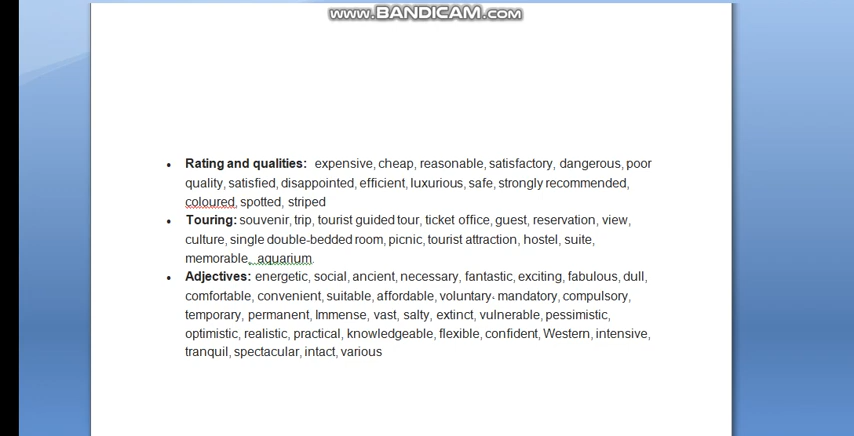 www.BANDICAM.com
• Rating and qualities: expensive, cheap, reasonable, satisfactory, dangerous, poor
quality, satisfied, disappointed, efficient, luxurious, safe, strongly recommended,
coloured, spotted, striped
• Touring: souvenir, trip, tourist guided tour, ticket office, guest, reservation, view,
culture, single double-bedded room, picnic, tourist attraction, hostel, suite,
memorable, aquarium.
• Adjectives: energetic, social, ancient, necessary, fantastic, exciting, fabulous, dull,
comfortable, convenient, suitable, affordable, voluntary- mandatory, compulsory,
temporary, permanent, Immense, vast, salty, extinct, vulnerable, pessimistic,
optimistic, realistic, practical, knowledgeable, flexible, confident, Western, intensive,
tranquil, spectacular, intact, various